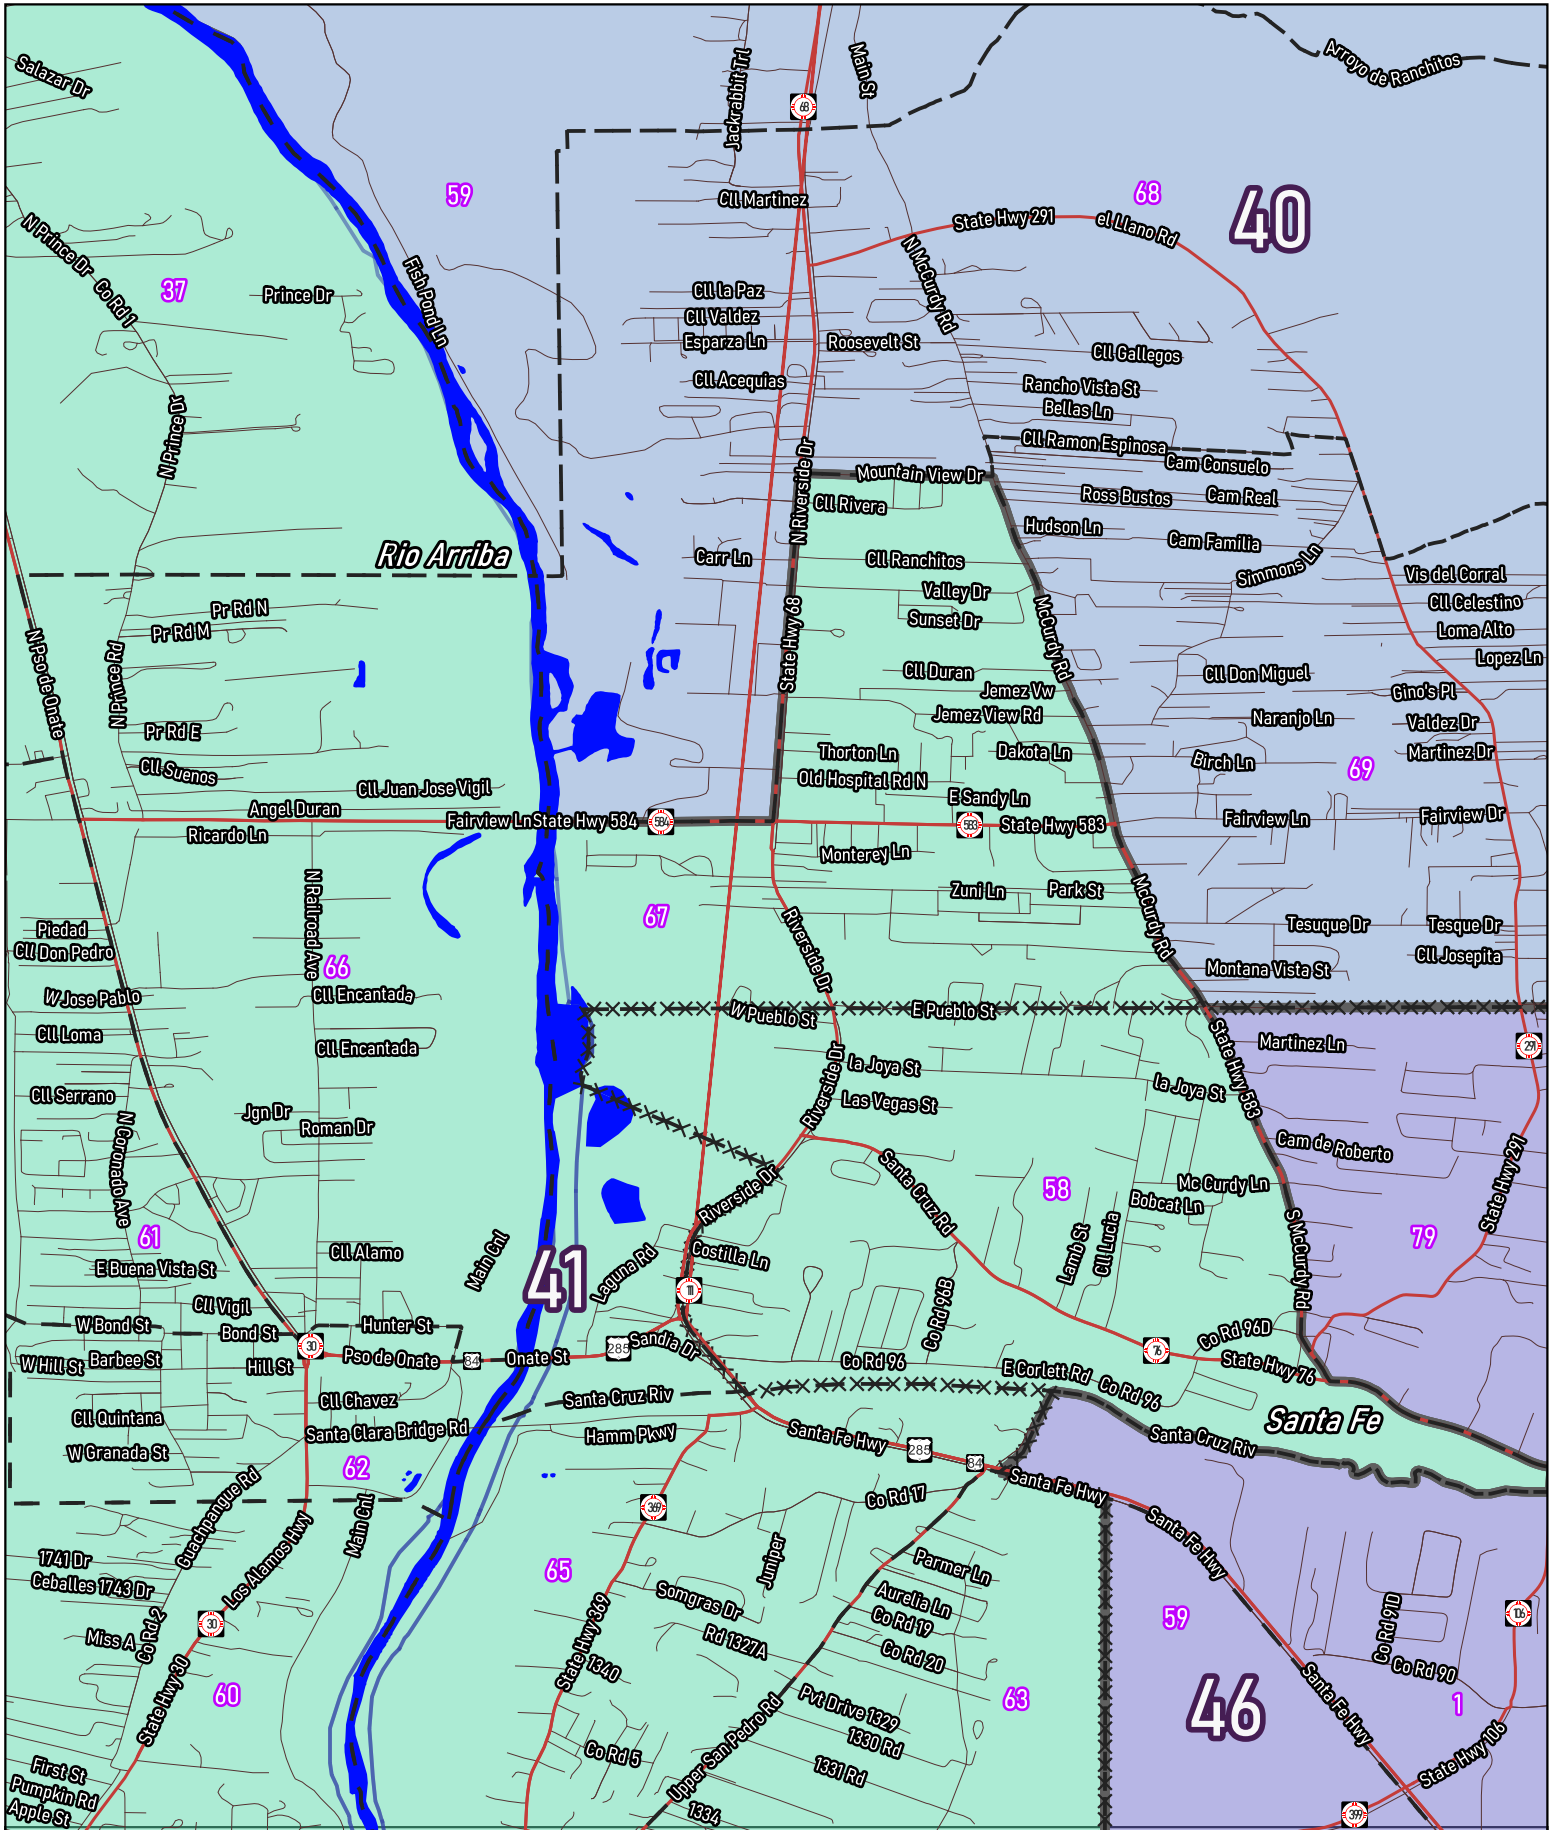 Salazar Dr
Jackrabbit Trl
Main St
Arroyo de Ranchitos
68
59
68
40
Cll Martinez
State Hwy 291
el Llano Rd
N Prince Dr
Co Rd 1
37
Prince Dr
Fish Pond Ln
N McCurdy Rd
Cll la Paz
Cll Valdez
Esparza Ln
Roosevelt St
Cll Gallegos
Cll Acequias
Rancho Vista St
Bellas Ln
N Prince Dr
N Riverside Dr
Cll Ramon Espinosa
Cam Consuelo
Mountain View Dr
Cll Rivera
Ross Bustos
Cam Real
Hudson Ln
Cam Familia
Rio Arriba
Carr Ln
Cll Ranchitos
Simmons Ln
Vis del Corral
Valley Dr
Cll Celestino
Pr Rd N
Pr Rd M
Sunset Dr
McCurdy Rd
Loma Alto
N Pso de Onate
N Prince Rd
State Hwy 68
Lopez Ln
Cll Duran
Cll Don Miguel
Jemez Vw
Gino's Pl
Jemez View Rd
Naranjo Ln
Valdez Dr
Pr Rd E
Thorton Ln
Dakota Ln
Birch Ln
Martinez Dr
69
Cll Suenos
Cll Juan Jose Vigil
Old Hospital Rd N
E Sandy Ln
Angel Duran
Fairview Ln
State Hwy 584
584
583
State Hwy 583
Fairview Ln
Fairview Dr
Ricardo Ln
Monterey Ln
N Railroad Ave
Zuni Ln
Park St
McCurdy Rd
67
Riverside Dr
Tesuque Dr
Tesque Dr
Piedad
Cll Don Pedro
66
Montana Vista St
Cll Josepita
W Jose Pablo
Cll Encantada
W Pueblo St
E Pueblo St
Cll Loma
Cll Encantada
State Hwy 583
Martinez Ln
291
Riverside Dr
la Joya St
la Joya St
Cll Serrano
Las Vegas St
Jgn Dr
Roman Dr
N Coronado Ave
Cam de Roberto
State Hwy 291
Santa Cruz Rd
58
Mc Curdy Ln
Bobcat Ln
Riverside Dr
61
Lamb St
Cll Lucia
S McCurdy Rd
79
Cll Alamo
Main Cnl
41
Laguna Rd
Costilla Ln
E Buena Vista St
111
Co Rd 96B
Cll Vigil
W Bond St
Bond St
Hunter St
Co Rd 96D
30
Pso de Onate
84
Onate St
285
Sandia Dr
76
State Hwy 76
W Hill St
Barbee St
Hill St
Co Rd 96
E Corlett Rd
Co Rd 96
Cll Chavez
Santa Cruz Riv
Cll Quintana
Santa Clara Bridge Rd
Hamm Pkwy
Santa Fe Hwy
285
84
Santa Cruz Riv
Santa Fe
W Granada St
62
Guachpangue Rd
Santa Fe Hwy
Co Rd 17
369
Los Alamos Hwy
Main Cnl
Santa Fe Hwy
1741 Dr
Ceballes 1743 Dr
65
Juniper
Parmer Ln
Somgras Dr
Aurelia Ln
Co Rd 19
Co Rd 20
59
106
Co Rd 2
30
Miss A
State Hwy 369
Rd 1327A
1340
Co Rd 91D
Co Rd 90
State Hwy 30
60
Santa Fe Hwy
63
46
1
Pvt Drive 1329
1330 Rd
1331 Rd
Upper San Pedro Rd
Co Rd 5
State Hwy 106
First St
Pumpkin Rd
Apple St
1334
399